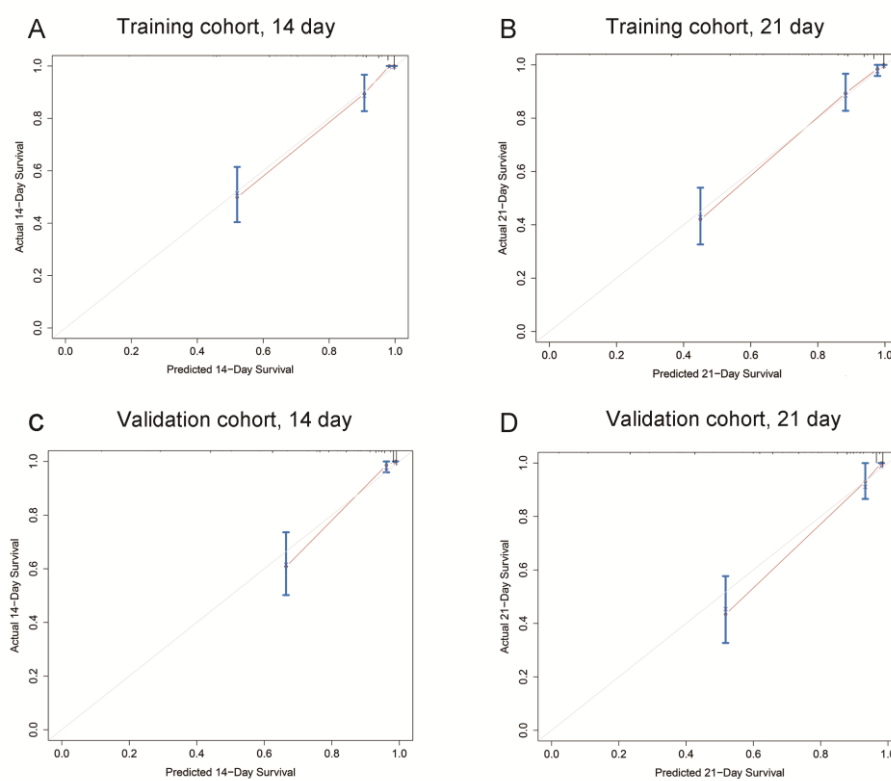 A Training cohort, 14 day
Actual 14−Day Survival
1.0
0.8
0.6
0.4
0.2
0.0
0.0 0.2 0.4 0.6 0.8 1.0
Predicted 14−Day Survival
B Training cohort, 21 day
Actual 21−Day Survival
1.0
0.8
0.6
0.4
0.2
0.0
0.0 0.2 0.4 0.6 0.8 1.0
Predicted 21−Day Survival
C Validation cohort, 14 day
Actual 14−Day Survival
1.0
0.8
0.6
0.4
0.2
0.0
0.0 0.2 0.4 0.6 0.8 1.0
Predicted 14−Day Survival
D Validation cohort, 21 day
Actual 21−Day Survival
1.0
0.8
0.6
0.4
0.2
0.0
0.0 0.2 0.4 0.6 0.8 1.0
Predicted 21−Day Survival